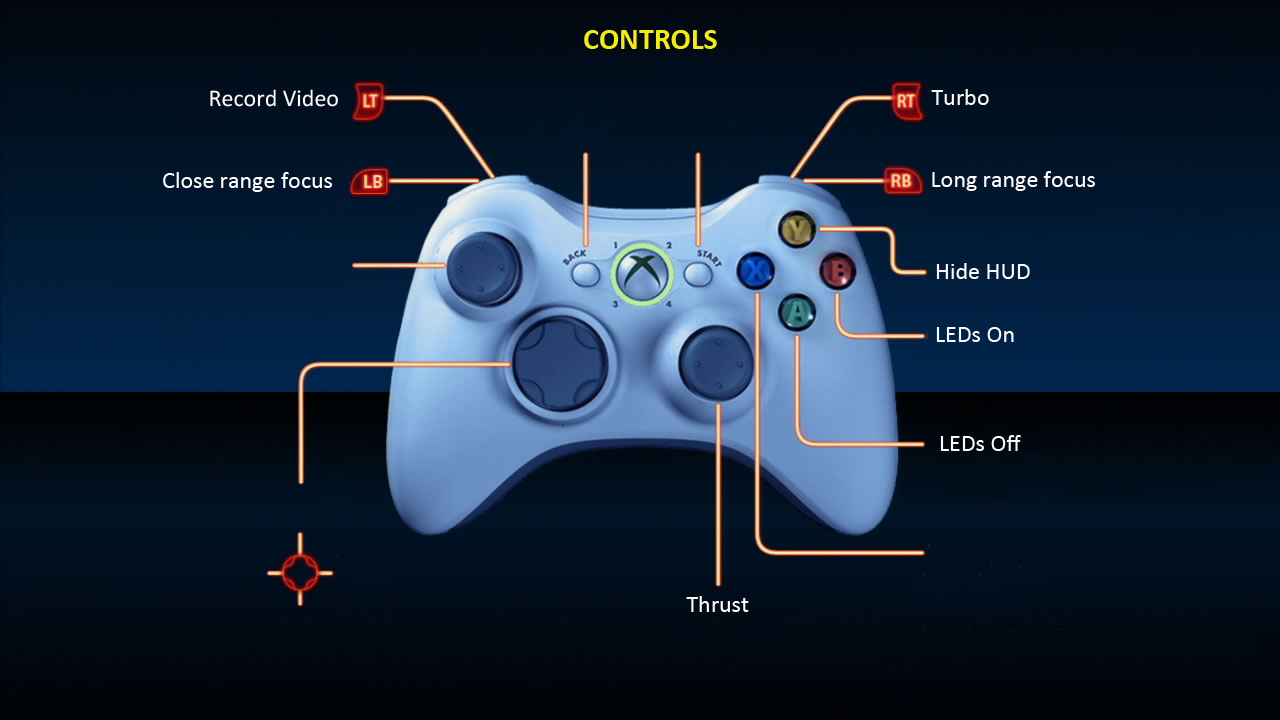 CONTROLS
Record Video LT
RT Turbo
Close range focus LB
RB Long range focus
Y
1 2
BACK START
X B
Hide HUD
3 4
A
LEDs On
LEDs Off
Thrust